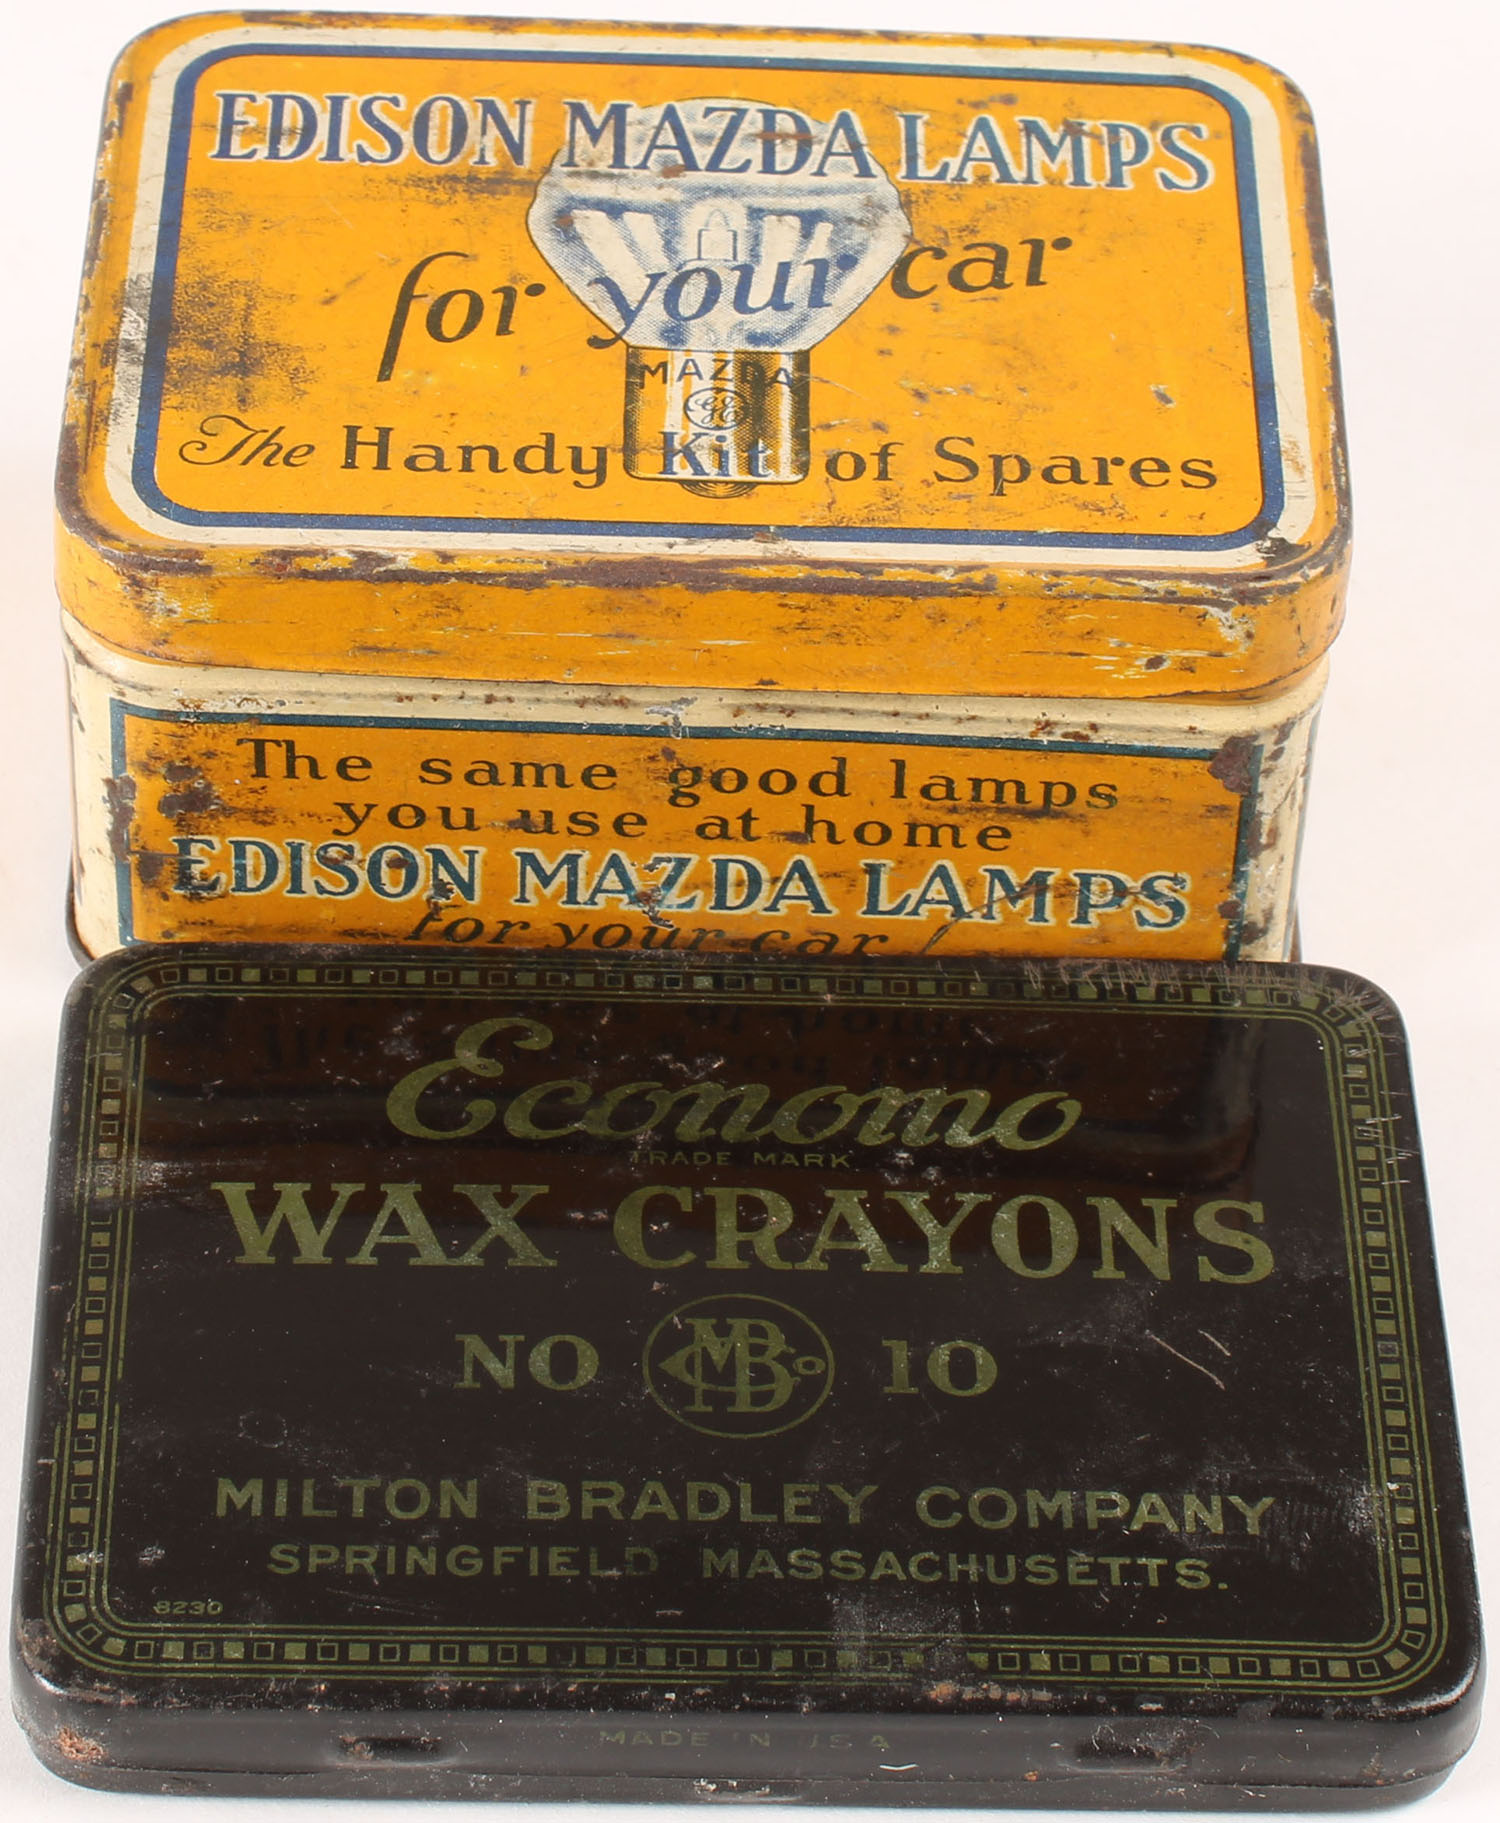 EDISON MAZDA LAMPS
for your car
MAZDA
GE
The Handy Kit of Spares
The same good lamps
you use at home
EDISON MAZDA LAMPS
for your car!
Economo
TRADE MARK
WAX CRAYONS
NO MBCo 10
MILTON BRADLEY COMPANY
SPRINGFIELD MASSACHUSETTS.
8230
MADE IN USA